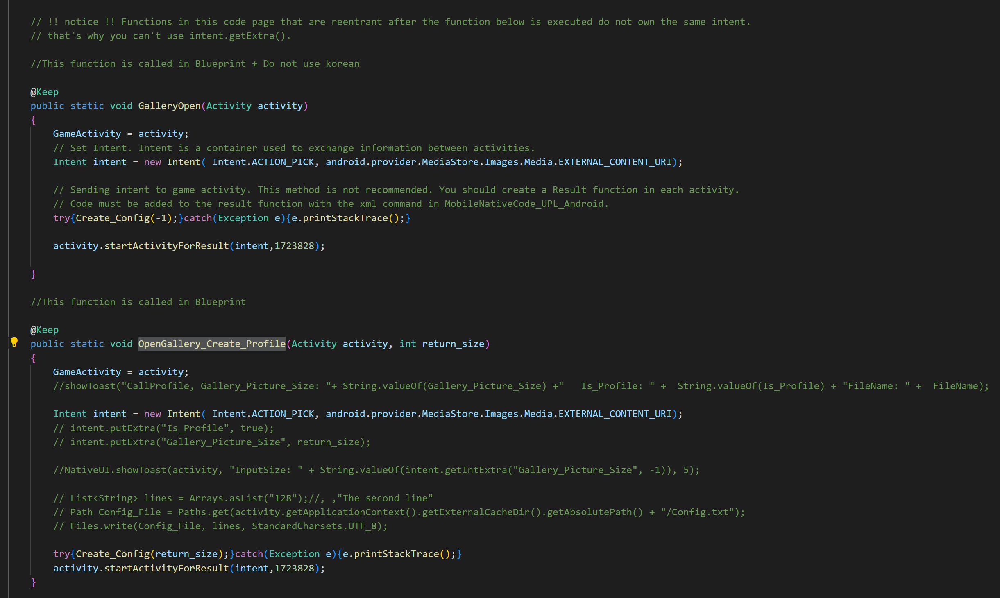 // !! notice !! Functions in this code page that are reentrant after the function below is executed do not own the same intent.
// that's why you can't use intent.getExtra().
//This function is called in Blueprint + Do not use korean
@Keep
public static void GalleryOpen(Activity activity)
{
GameActivity = activity;
// Set Intent. Intent is a container used to exchange information between activities.
Intent intent = new Intent( Intent.ACTION_PICK, android.provider.MediaStore.Images.Media.EXTERNAL_CONTENT_URI);
// Sending intent to game activity. This method is not recommended. You should create a Result function in each activity.
// Code must be added to the result function with the xml command in MobileNativeCode_UPL_Android.
try{Create_Config(-1);}catch(Exception e){e.printStackTrace();}
activity.startActivityForResult(intent,1723828);
}
//This function is called in Blueprint
@Keep
public static void OpenGallery_Create_Profile(Activity activity, int return_size)
{
GameActivity = activity;
//showToast("CallProfile, Gallery_Picture_Size: "+ String.valueOf(Gallery_Picture_Size) +"   Is_Profile: " +  String.valueOf(Is_Profile) + "FileName: " +  FileName);
Intent intent = new Intent( Intent.ACTION_PICK, android.provider.MediaStore.Images.Media.EXTERNAL_CONTENT_URI);
// intent.putExtra("Is_Profile", true);
// intent.putExtra("Gallery_Picture_Size", return_size);
//NativeUI.showToast(activity, "InputSize: " + String.valueOf(intent.getIntExtra("Gallery_Picture_Size", -1)), 5);
// List<String> lines = Arrays.asList("128");//, ,"The second line"
// Path Config_File = Paths.get(activity.getApplicationContext().getExternalCacheDir().getAbsolutePath() + "/Config.txt");
// Files.write(Config_File, lines, StandardCharsets.UTF_8);
try{Create_Config(return_size);}catch(Exception e){e.printStackTrace();}
activity.startActivityForResult(intent,1723828);
}